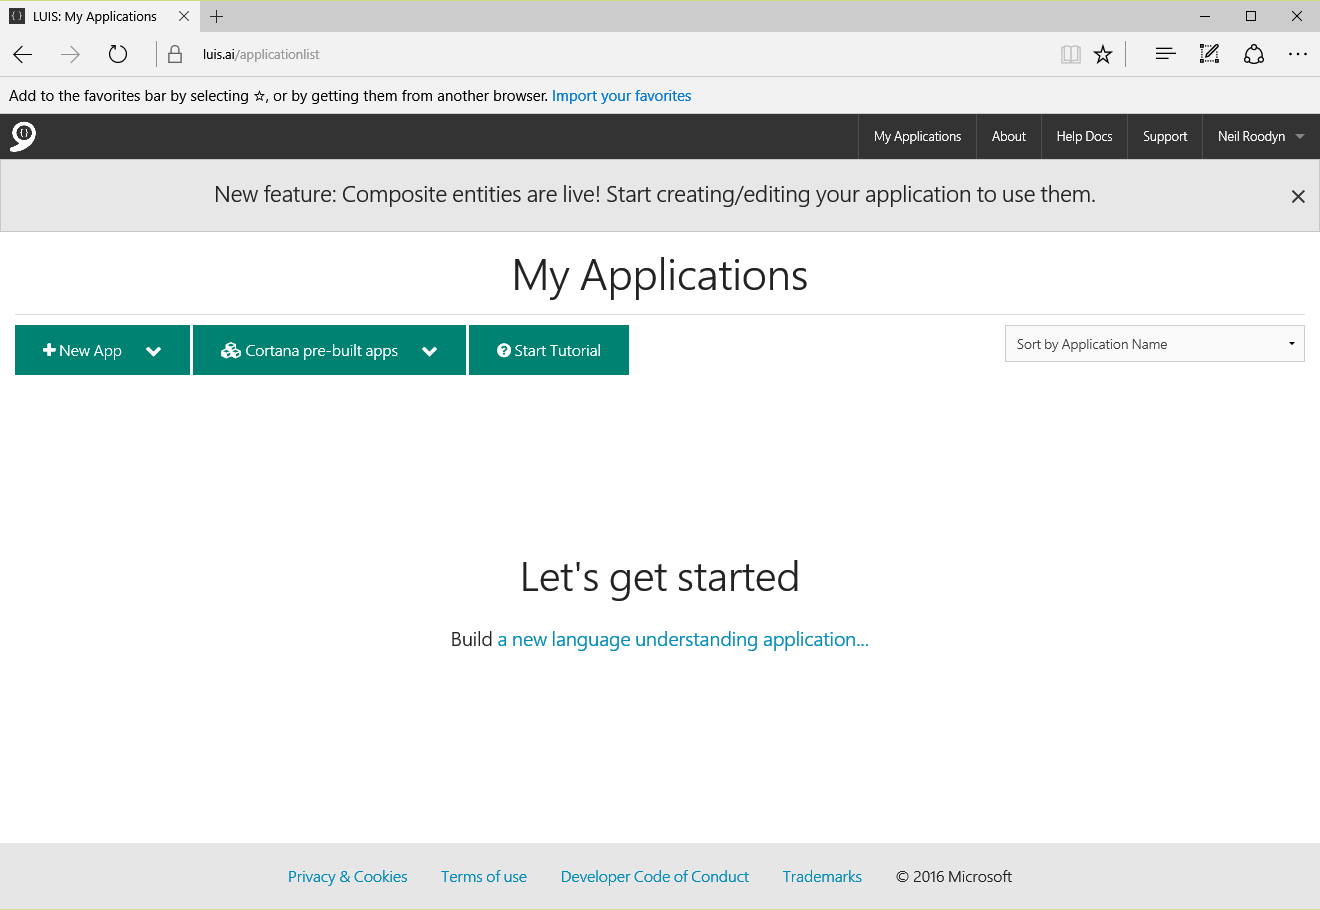 LUIS: My Applications
luis.ai/applicationlist
Add to the favorites bar by selecting ☆, or by getting them from another browser. Import your favorites
My Applications About Help Docs Support Neil Roodyn
New feature: Composite entities are live! Start creating/editing your application to use them.
My Applications
New App Cortana pre-built apps Start Tutorial Sort by Application Name
Let's get started
Build a new language understanding application...
Privacy & Cookies Terms of use Developer Code of Conduct Trademarks © 2016 Microsoft